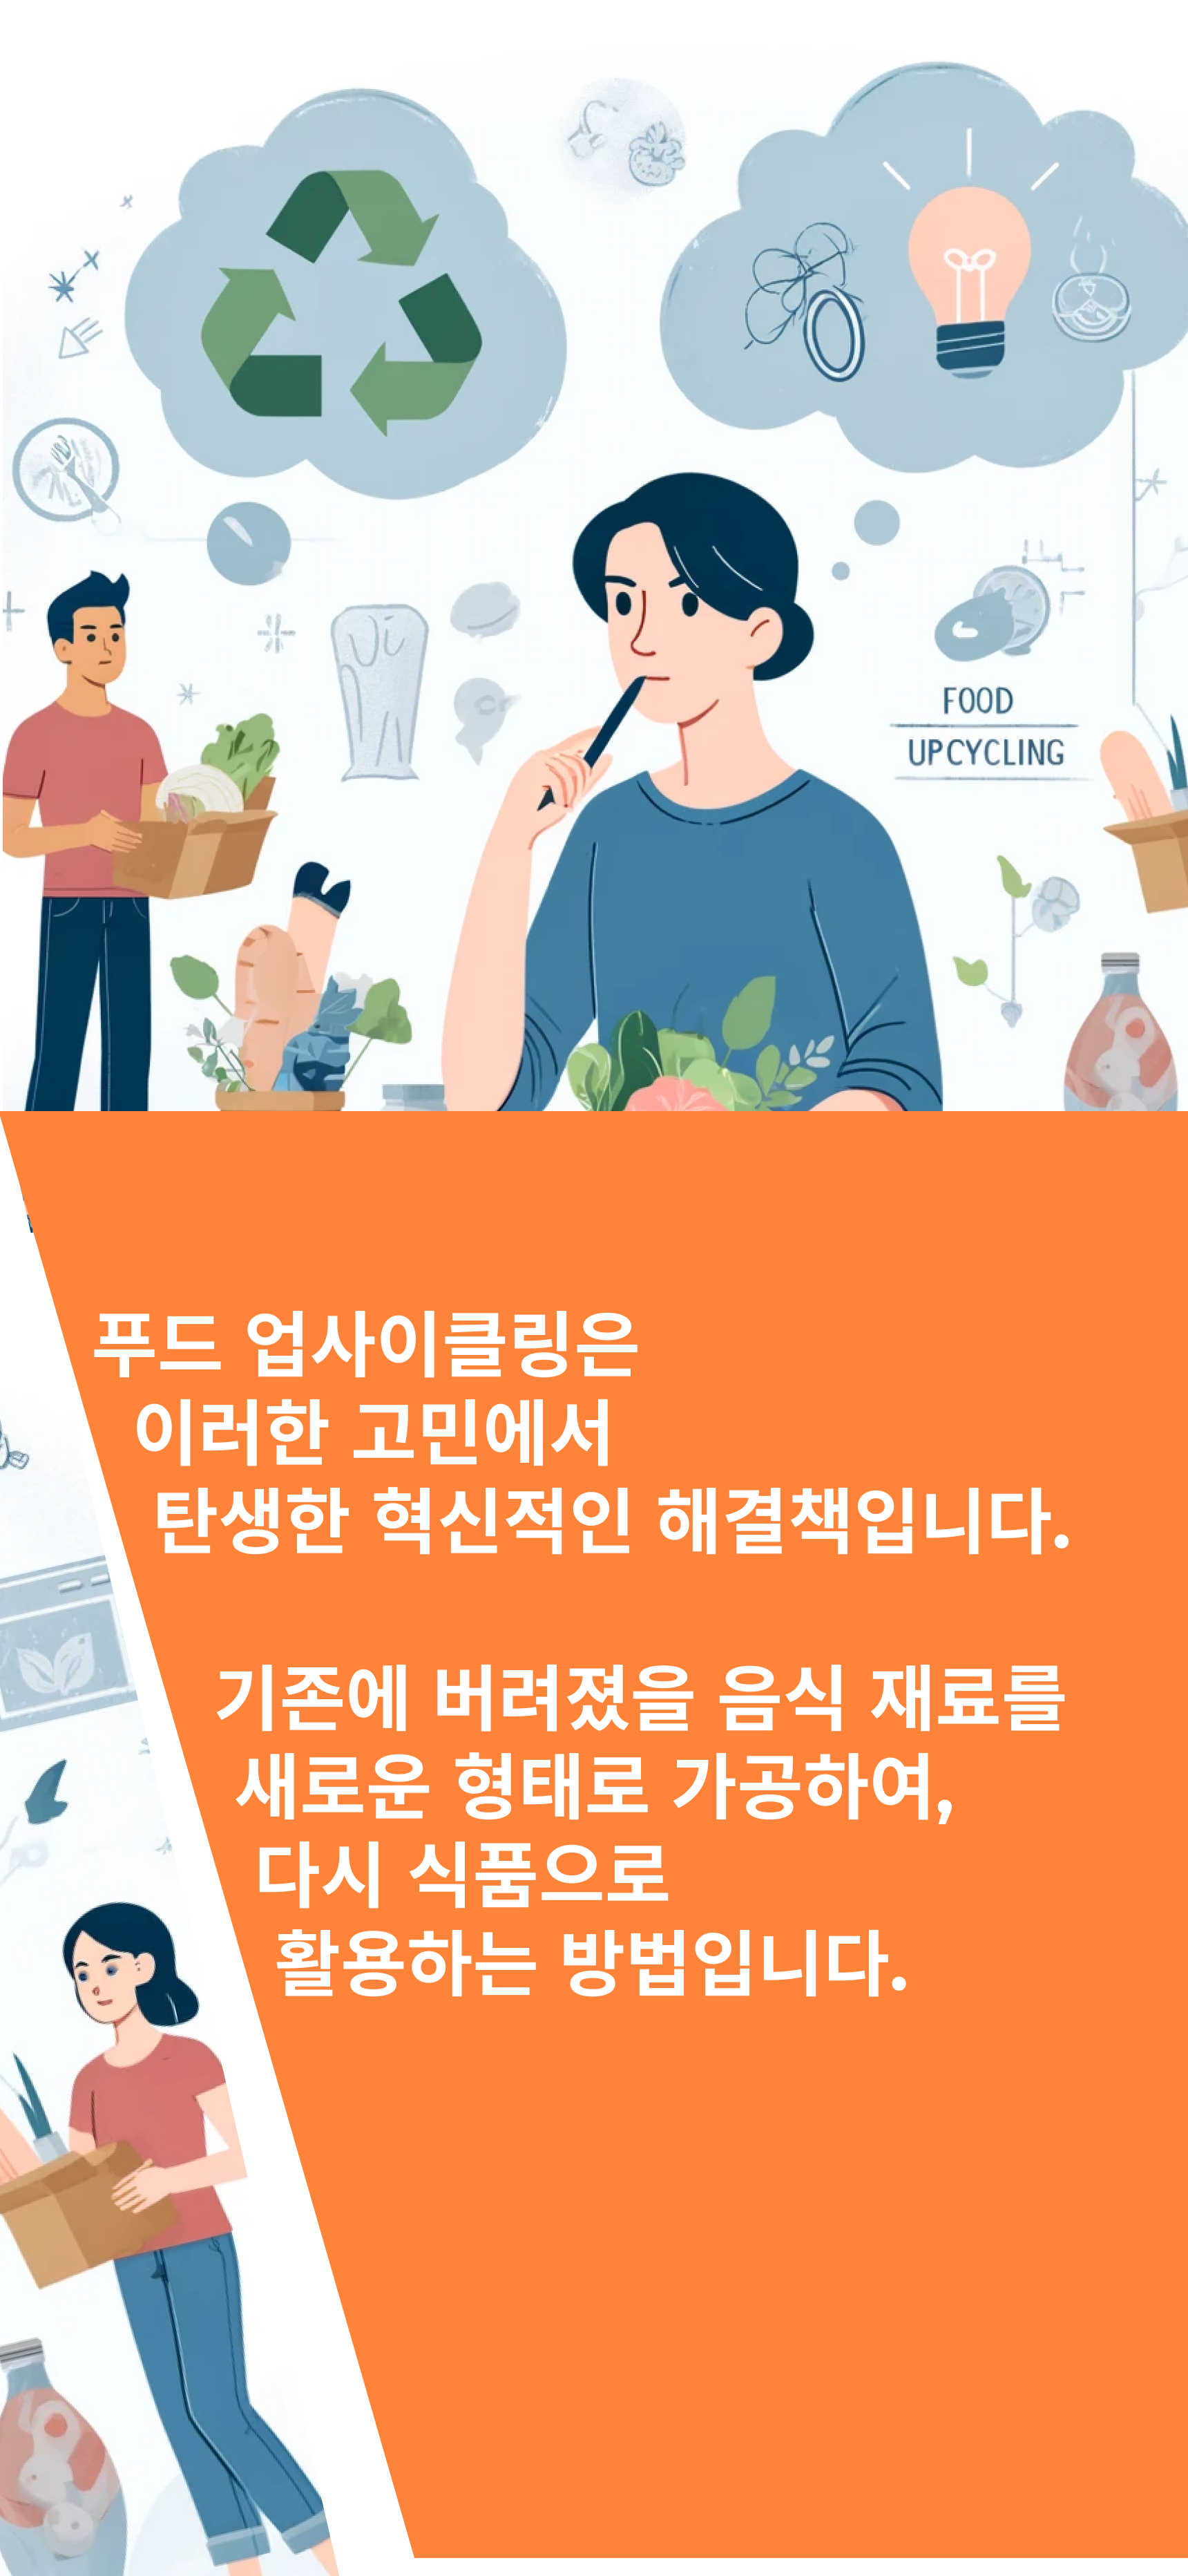 FOOD
UPCYCLING
푸드 업사이클링은
이러한 고민에서
탄생한 혁신적인 해결책입니다.
기존에 버려졌을 음식 재료를
새로운 형태로 가공하여,
다시 식품으로
활용하는 방법입니다.